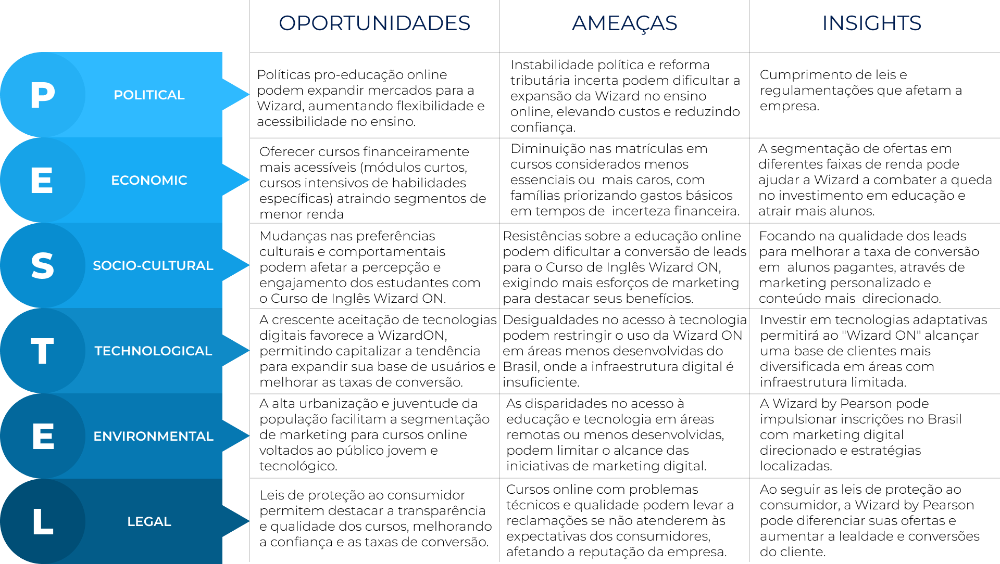 OPORTUNIDADES
AMEAÇAS
INSIGHTS
P
POLITICAL
Políticas pro-educação online
podem expandir mercados para a
Wizard, aumentando flexibilidade e
acessibilidade no ensino.
Instabilidade política e reforma
tributária incerta podem dificultar a
expansão da Wizard no ensino
online, elevando custos e reduzindo
confiança.
Cumprimento de leis e
regulamentações que afetam a
empresa.
E
ECONOMIC
Oferecer cursos financeiramente
mais acessíveis (módulos curtos,
cursos intensivos de habilidades
específicas) atraindo segmentos de
menor renda
Diminuição nas matrículas em
cursos considerados menos
essenciais ou  mais caros, com
famílias priorizando gastos básicos
em tempos de  incerteza financeira.
A segmentação de ofertas em
diferentes faixas de renda pode
ajudar a Wizard a combater a queda
no investimento em educação e
atrair mais alunos.
S
SOCIO-CULTURAL
Mudanças nas preferências
culturais e comportamentais
podem afetar a percepção e
engajamento dos estudantes com
o Curso de Inglês Wizard ON.
Resistências sobre a educação online
podem dificultar a conversão de leads
para o Curso de Inglês Wizard ON,
exigindo mais esforços de marketing
para destacar seus benefícios.
Focando na qualidade dos leads
para melhorar a taxa de conversão
em  alunos pagantes, através de
marketing personalizado e
conteúdo mais  direcionado.
T
TECHNOLOGICAL
A crescente aceitação de tecnologias
digitais favorece a WizardON,
permitindo capitalizar a tendência
para expandir sua base de usuários e
melhorar as taxas de conversão.
Desigualdades no acesso à tecnologia
podem restringir o uso da Wizard ON
em áreas menos desenvolvidas do
Brasil, onde a infraestrutura digital é
insuficiente.
Investir em tecnologias adaptativas
permitirá ao "Wizard ON" alcançar
uma base de clientes mais
diversificada em áreas com
infraestrutura limitada.
E
ENVIRONMENTAL
A alta urbanização e juventude da
população facilitam a segmentação
de marketing para cursos online
voltados ao público jovem e
tecnológico.
As disparidades no acesso à
educação e tecnologia em áreas
remotas ou menos desenvolvidas,
podem limitar o alcance das
iniciativas de marketing digital.
A Wizard by Pearson pode
impulsionar inscrições no Brasil
com marketing digital
direcionado e estratégias
localizadas.
L
LEGAL
Leis de proteção ao consumidor
permitem destacar a transparência
e qualidade dos cursos, melhorando
a confiança e as taxas de conversão.
Cursos online com problemas
técnicos e qualidade podem levar a
reclamações se não atenderem às
expectativas dos consumidores,
afetando a reputação da empresa.
Ao seguir as leis de proteção ao
consumidor, a Wizard by Pearson
pode diferenciar suas ofertas e
aumentar a lealdade e conversões
do cliente.